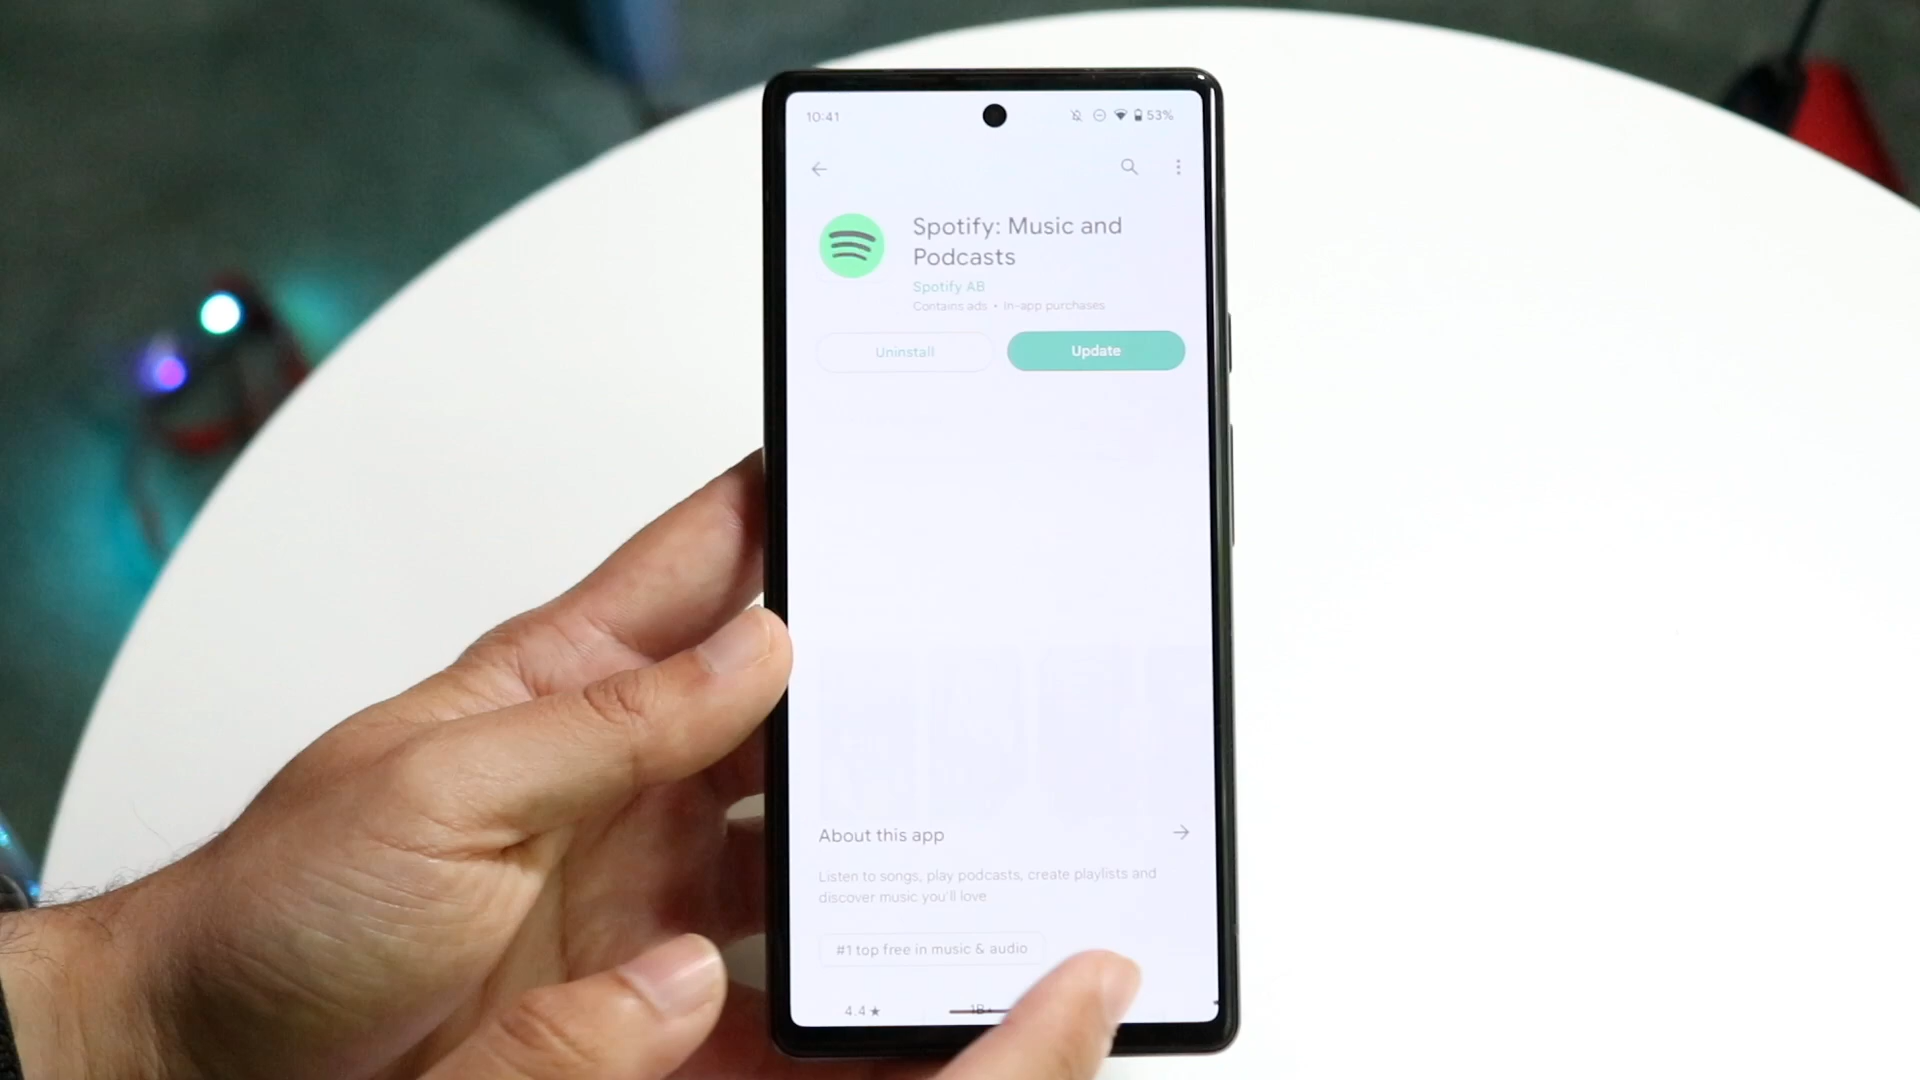 10:41
53%
Spotify: Music and
Podcasts
Spotify AB
Contains ads • In-app purchases
Uninstall
Update
About this app
Listen to songs, play podcasts, create playlists and
discover music you'll love
#1 top free in music & audio
4.4★
1B+